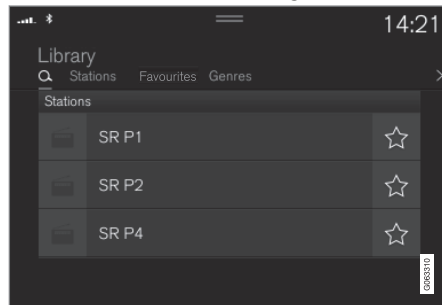 14:21
Library
Stations Favourites Genres
Stations
SR P1
SR P2
SR P4
G063310